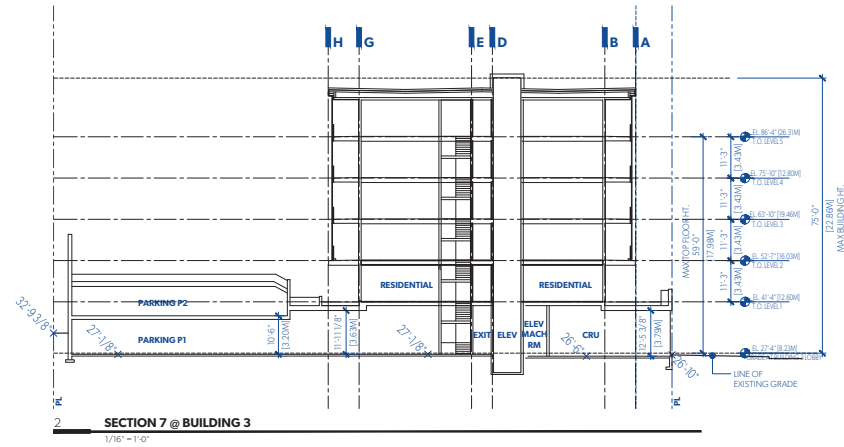 H G E D B A
EL. 86'-4" (26.31M)
T.O. LEVEL 5
11'-3"
[3.43M]
EL. 75'-10" [12.80M]
T.O. LEVEL 4
11'-3"
[3.43M]
EL. 63'-10" [19.46M]
T.O. LEVEL 3
11'-3"
[3.43M]
EL. 52'-7" [16.03M]
T.O. LEVEL 2
11'-3"
[3.43M]
EL. 41'-4" [12.60M]
T.O. LEVEL 1
MAX TOP FLOOR HT.
59'-0"
[17.98M]
75'-0"
[22.86M]
MAX BUILDING HT.
RESIDENTIAL RESIDENTIAL
PARKING P2
PARKING P1
32'-9 3/8"
27'-1/8"
10'-6"
[3.20M]
11'-11 1/8"
[3.63M]
27'-1/8"
EXIT ELEV
ELEV
MACH
RM
CRU
26'-6"
12'-5 3/8"
[3.79M]
26'-10"
EL. 27'-4" [8.23M]
LINE OF
EXISTING GRADE
PL PL
2 SECTION 7 @ BUILDING 3
1/16" = 1'-0"